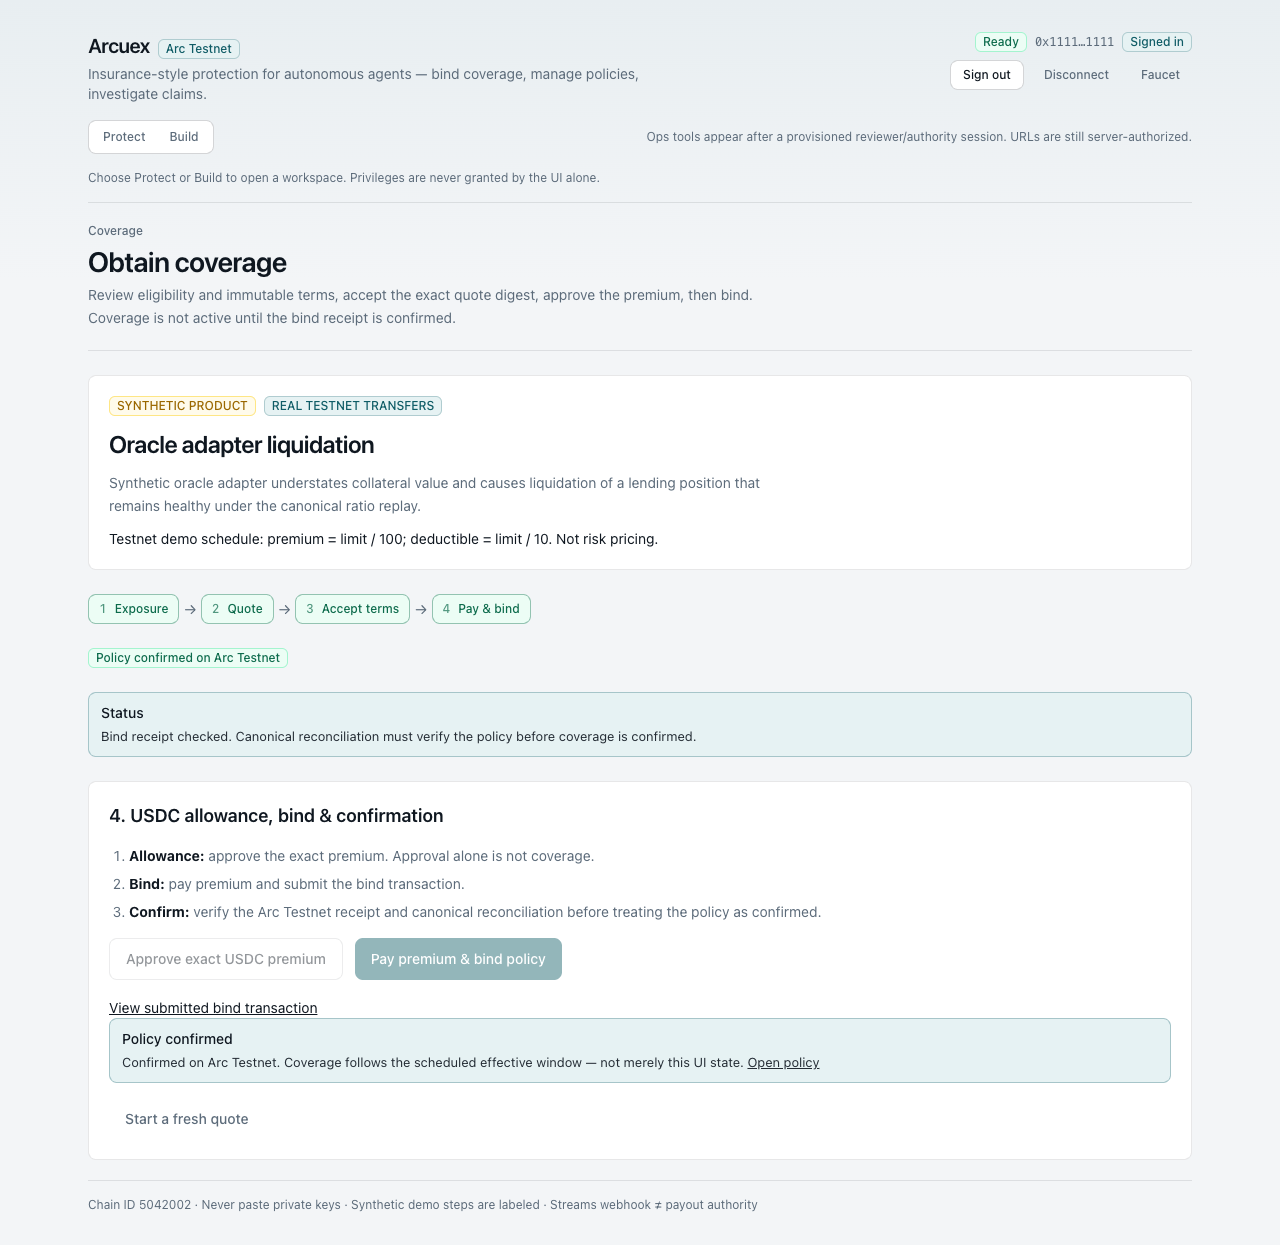 Arcuex Arc Testnet
Ready 0x1111…1111 Signed in
Insurance-style protection for autonomous agents — bind coverage, manage policies,
investigate claims.
Sign out Disconnect Faucet
Protect Build
Ops tools appear after a provisioned reviewer/authority session. URLs are still server-authorized.
Choose Protect or Build to open a workspace. Privileges are never granted by the UI alone.
Coverage
Obtain coverage
Review eligibility and immutable terms, accept the exact quote digest, approve the premium, then bind.
Coverage is not active until the bind receipt is confirmed.
SYNTHETIC PRODUCT REAL TESTNET TRANSFERS
Oracle adapter liquidation
Synthetic oracle adapter understates collateral value and causes liquidation of a lending position that
remains healthy under the canonical ratio replay.
Testnet demo schedule: premium = limit / 100; deductible = limit / 10. Not risk pricing.
1 Exposure → 2 Quote → 3 Accept terms → 4 Pay & bind
Policy confirmed on Arc Testnet
Status
Bind receipt checked. Canonical reconciliation must verify the policy before coverage is confirmed.
4. USDC allowance, bind & confirmation
1. Allowance: approve the exact premium. Approval alone is not coverage.
2. Bind: pay premium and submit the bind transaction.
3. Confirm: verify the Arc Testnet receipt and canonical reconciliation before treating the policy as confirmed.
Approve exact USDC premium Pay premium & bind policy
View submitted bind transaction
Policy confirmed
Confirmed on Arc Testnet. Coverage follows the scheduled effective window — not merely this UI state. Open policy
Start a fresh quote
Chain ID 5042002 · Never paste private keys · Synthetic demo steps are labeled · Streams webhook ≠ payout authority